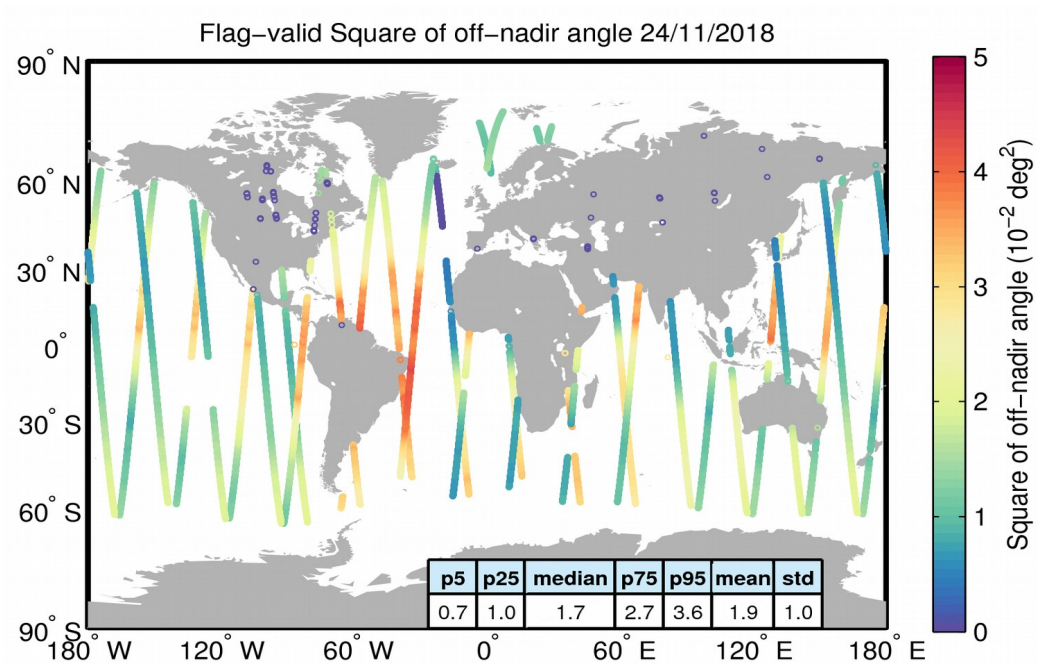 Flag−valid Square of off−nadir angle 24/11/2018
90° N
60° N
30° N
0°
30° S
60° S
90° S
180° W
120° W
60° W
0°
60° E
120° E
180° E
5
4
3
2
1
0
Square of off−nadir angle (10⁻² deg²)
p5 p25 median p75 p95 mean std
0.7 1.0 1.7 2.7 3.6 1.9 1.0